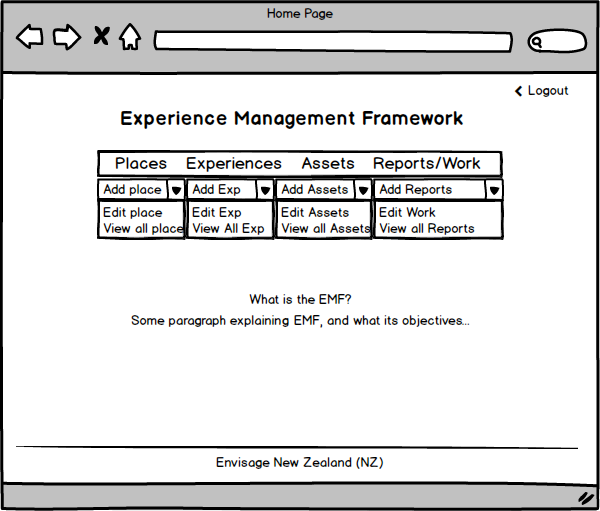 Home Page
Logout
Experience Management Framework
Places Experiences Assets Reports/Work
Add place Add Exp Add Assets Add Reports
Edit place Edit Exp Edit Assets Edit Work
View all place View All Exp View all Assets View all Reports
What is the EMF?
Some paragraph explaining EMF, and what its objectives...
Envisage New Zealand (NZ)